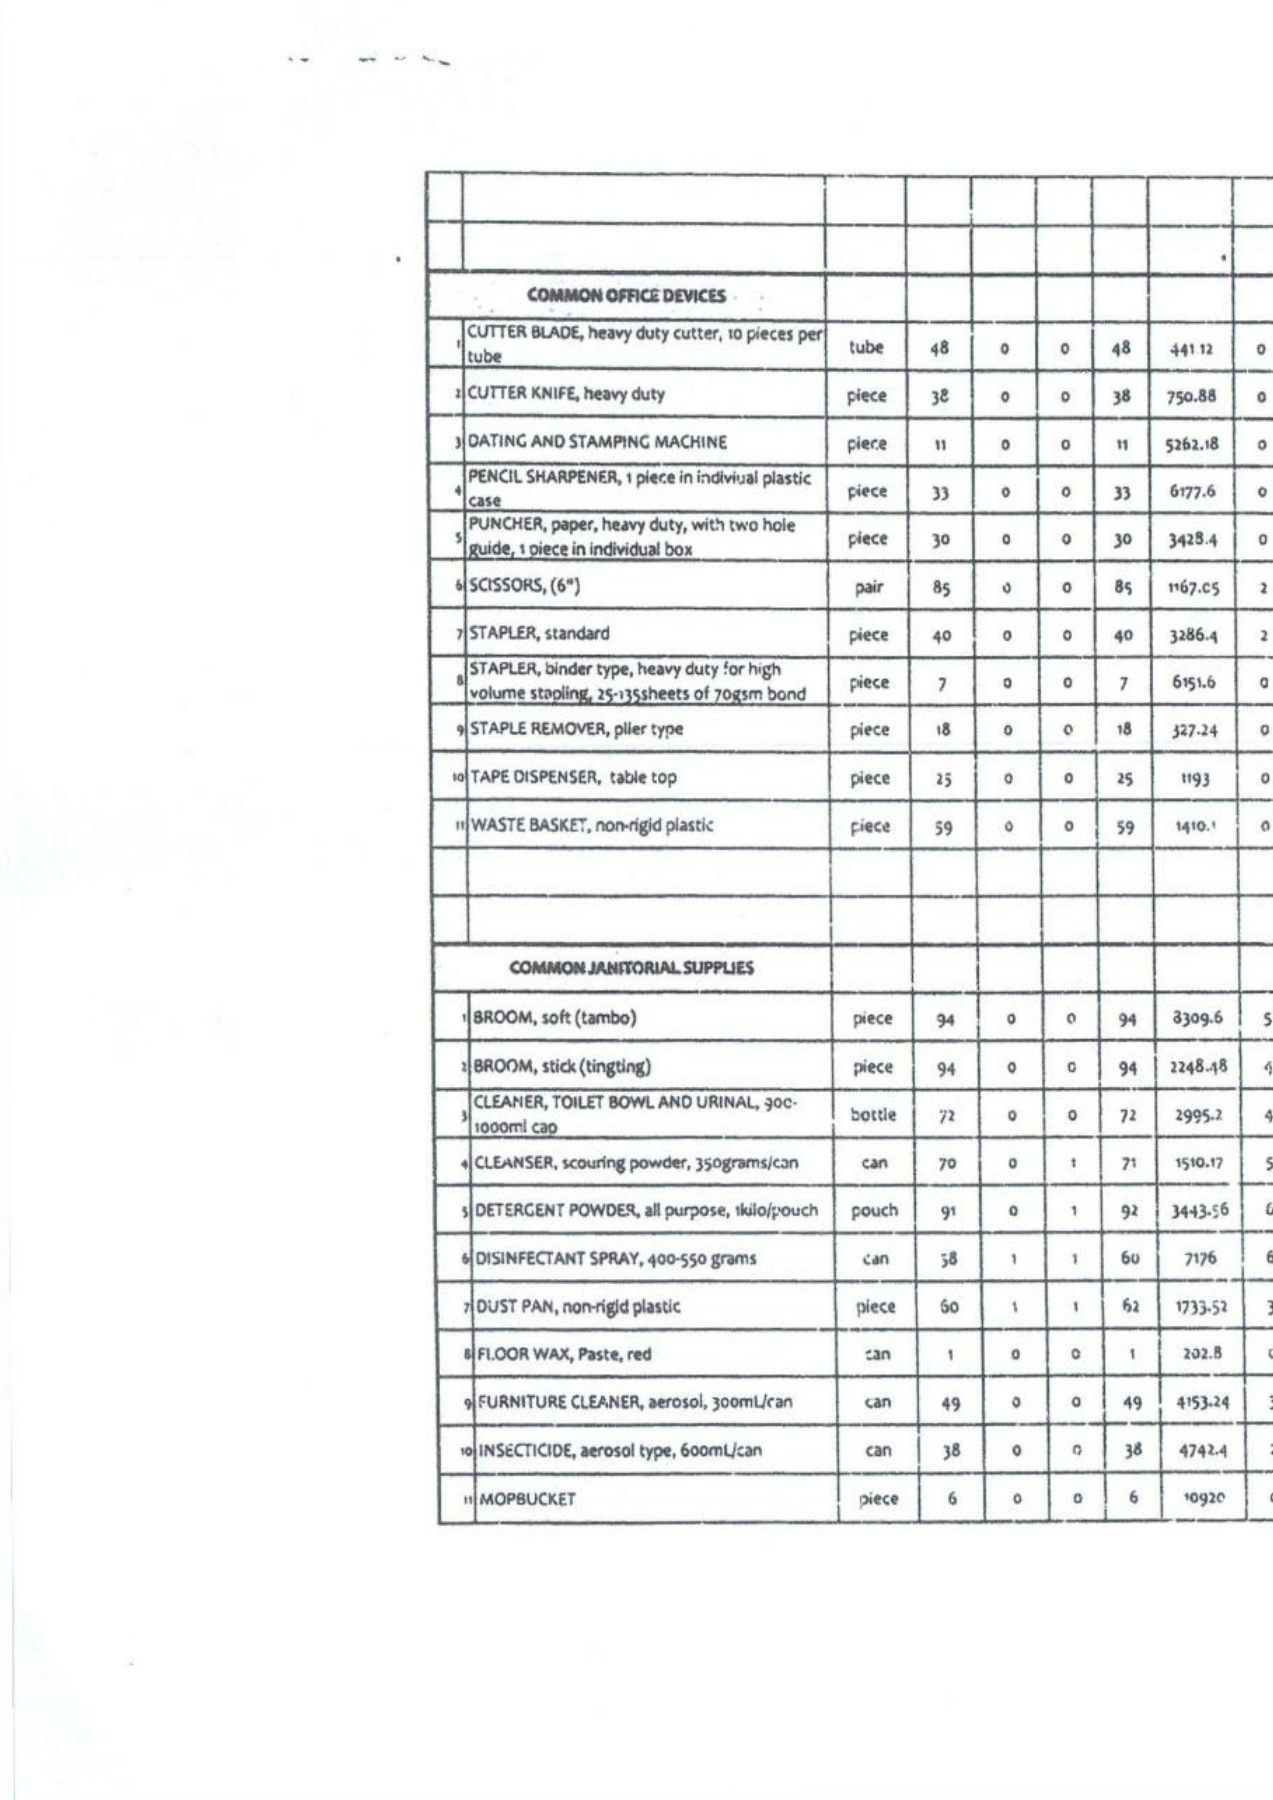 COMMON OFFICE DEVICES
1 CUTTER BLADE, heavy duty cutter, 10 pieces per
tube tube 48 0 0 48 441 12 0
2 CUTTER KNIFE, heavy duty piece 38 0 0 38 750.88 0
3 DATING AND STAMPING MACHINE piece 11 0 0 11 5262.18 0
4 PENCIL SHARPENER, 1 piece in indiviual plastic
case piece 33 0 0 33 6177.6 0
5 PUNCHER, paper, heavy duty, with two hole
guide, 1 piece in individual box piece 30 0 0 30 3428.4 0
6 SCISSORS, (6") pair 85 0 0 85 1167.05 2
7 STAPLER, standard piece 40 0 0 40 3286.4 2
8 STAPLER, binder type, heavy duty for high
volume stapling, 25-135sheets of 70gsm bond piece 7 0 0 7 6151.6 0
9 STAPLE REMOVER, plier type piece 18 0 0 18 327.24 0
10 TAPE DISPENSER, table top piece 25 0 0 25 1193 0
11 WASTE BASKET, non-rigid plastic piece 59 0 0 59 1410.1 0
COMMON JANITORIAL SUPPLIES
1 BROOM, soft (tambo) piece 94 0 0 94 8309.6 5
2 BROOM, stick (tingting) piece 94 0 0 94 2248.48
3 CLEANER, TOILET BOWL AND URINAL, 900-
1000ml cap bottle 72 0 0 72 2995.2 4
4 CLEANSER, scouring powder, 350grams/can can 70 0 1 71 1510.17 5
5 DETERGENT POWDER, all purpose, 1kilo/pouch pouch 91 0 1 92 3443.56
6 DISINFECTANT SPRAY, 400-550 grams can 58 1 1 60 7176 6
7 DUST PAN, non-rigid plastic piece 60 1 1 62 1733.52 3
8 FLOOR WAX, Paste, red can 1 0 0 1 202.8
9 FURNITURE CLEANER, aerosol, 300mL/can can 49 0 0 49 4153.24
10 INSECTICIDE, aerosol type, 600mL/can can 38 0 0 38 4742.4
11 MOPBUCKET piece 6 0 0 6 10920